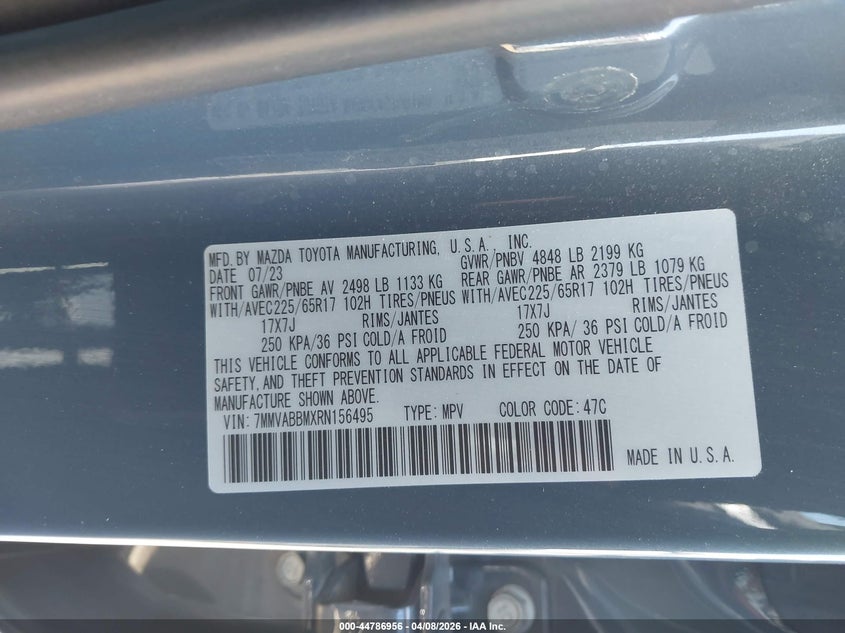 MFD. BY MAZDA TOYOTA MANUFACTURING, U.S.A. INC.
DATE 07/23 GVWR/PNBV 4848 LB 2199 KG
FRONT GAWR/PNBE AV 2498 LB 1133 KG REAR GAWR/PNBE AR 2379 LB 1079 KG
WITH/AVEC225/65R17 102H TIRES/PNEUS WITH/AVEC225/65R17 102H TIRES/PNEUS
17X7J RIMS/JANTES 17X7J RIMS/JANTES
250 KPA/36 PSI COLD/A FROID 250 KPA/36 PSI COLD/A FROID
THIS VEHICLE CONFORMS TO ALL APPLICABLE FEDERAL MOTOR VEHICLE
SAFETY, AND THEFT PREVENTION STANDARDS IN EFFECT ON THE DATE OF
MANUFACTURE SHOWN ABOVE.
VIN: 7MMVABBMXRN156495 TYPE: MPV COLOR CODE: 47C
MADE IN U.S.A.
000-44786956 - 04/08/2026 - IAA Inc.